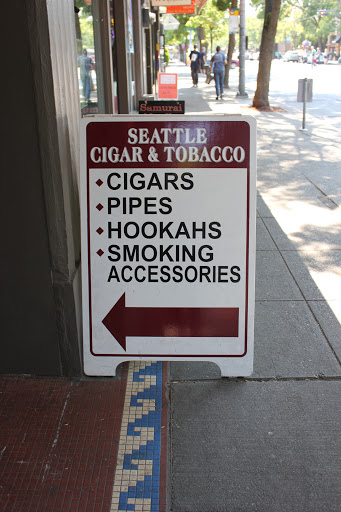 Samurai
SEATTLE
CIGAR & TOBACCO
CIGARS
PIPES
HOOKAHS
SMOKING
ACCESSORIES